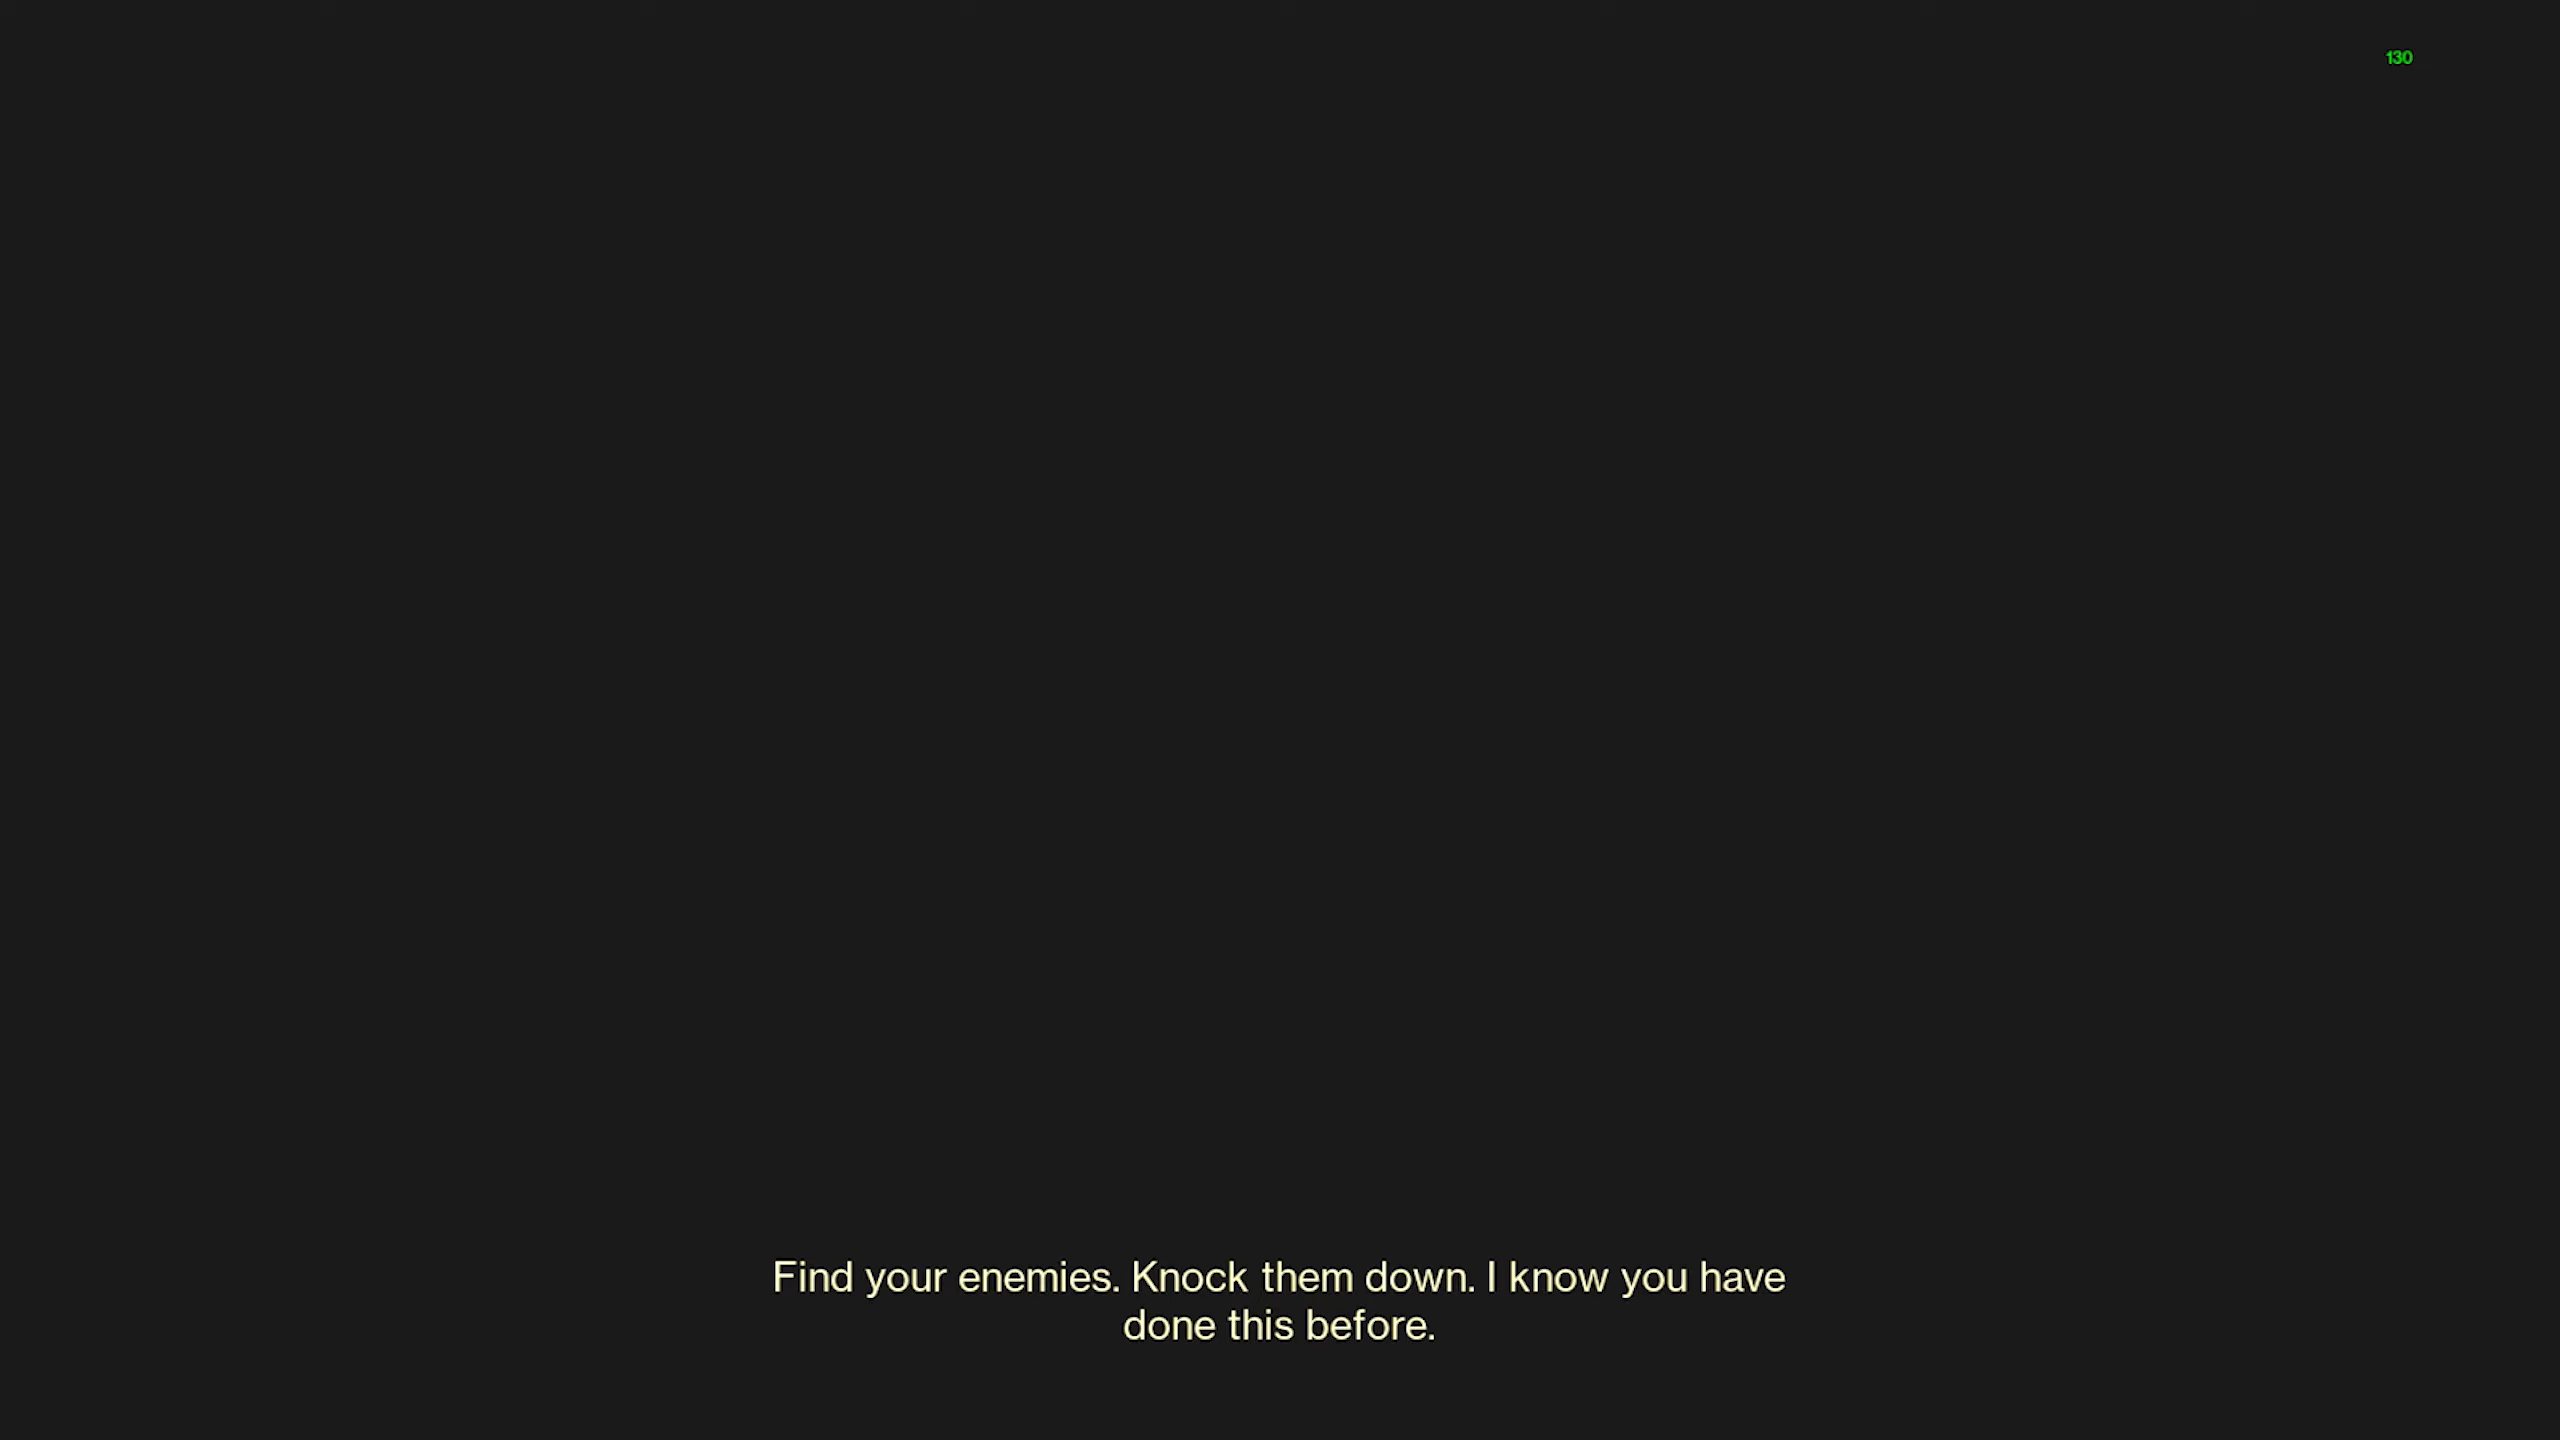 130
Find your enemies. Knock them down. I know you have
done this before.